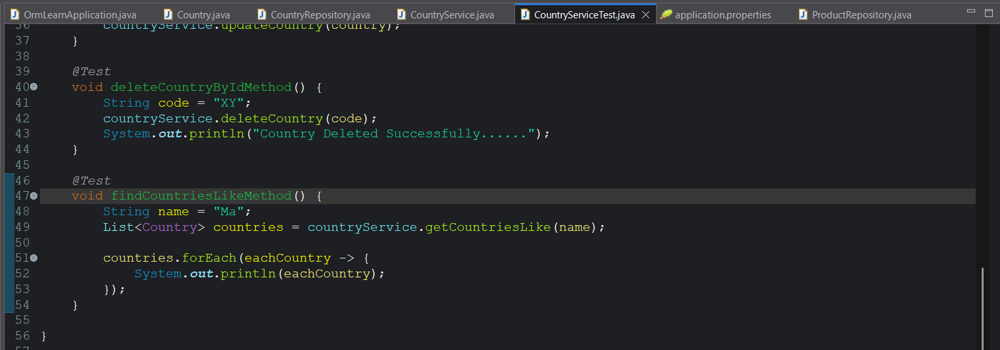 OrmLearnApplication.java Country.java CountryRepository.java CountryService.java CountryServiceTest.java application.properties ProductRepository.java
36 countryService.updateCountry(country);
37 }
38
39 @Test
40 void deleteCountryByIdMethod() {
41 String code = "XY";
42 countryService.deleteCountry(code);
43 System.out.println("Country Deleted Successfully......");
44 }
45
46 @Test
47 void findCountriesLikeMethod() {
48 String name = "Ma";
49 List<Country> countries = countryService.getCountriesLike(name);
50
51 countries.forEach(eachCountry -> {
52 System.out.println(eachCountry);
53 });
54 }
55
56 }
57